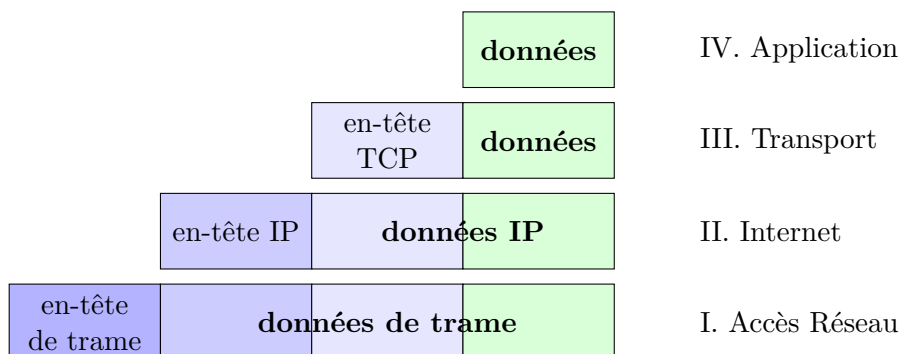 données IV. Application
en-tête
TCP données III. Transport
en-tête IP données IP II. Internet
en-tête
de trame données de trame I. Accès Réseau